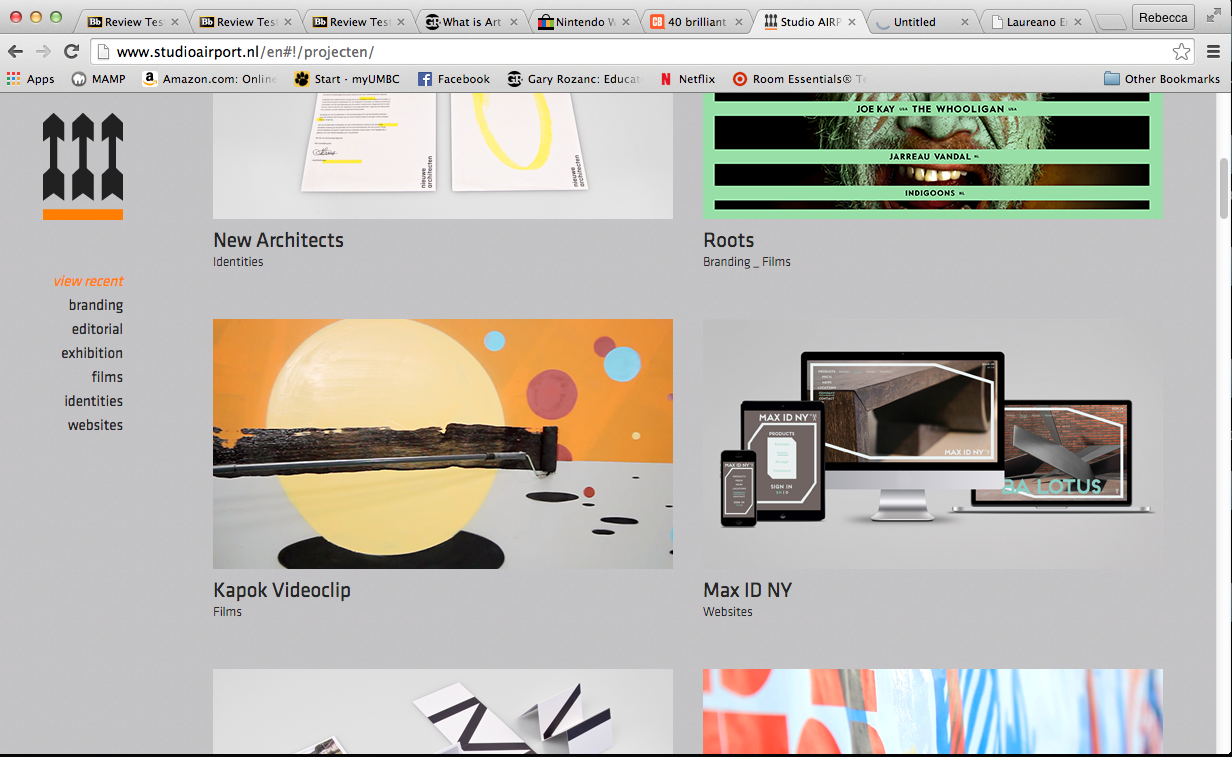 Review Tes
Review Tes
Review Tes
What is Art
Nintendo W
40 brilliant
Studio AIRP
Untitled
Laureano E
Rebecca
www.studioairport.nl/en#!/projecten/
Apps
MAMP
Amazon.com: Online
Start · myUMBC
Facebook
Gary Rozanc: Educat
Netflix
Room Essentials® T
Other Bookmarks
JOE KAY USA THE WHOOLIGAN USA
JARREAU VANDAL NL
INDIGOONS NL
nieuwe
architecten
nieuwe
architecten
New Architects
Identities
Roots
Branding _ Films
view recent
branding
editorial
exhibition
films
identities
websites
MAX ID NY
PRODUCTS
SIGN IN
MAX ID NY
MAX ID NY
BA LOTUS
Kapok Videoclip
Films
Max ID NY
Websites